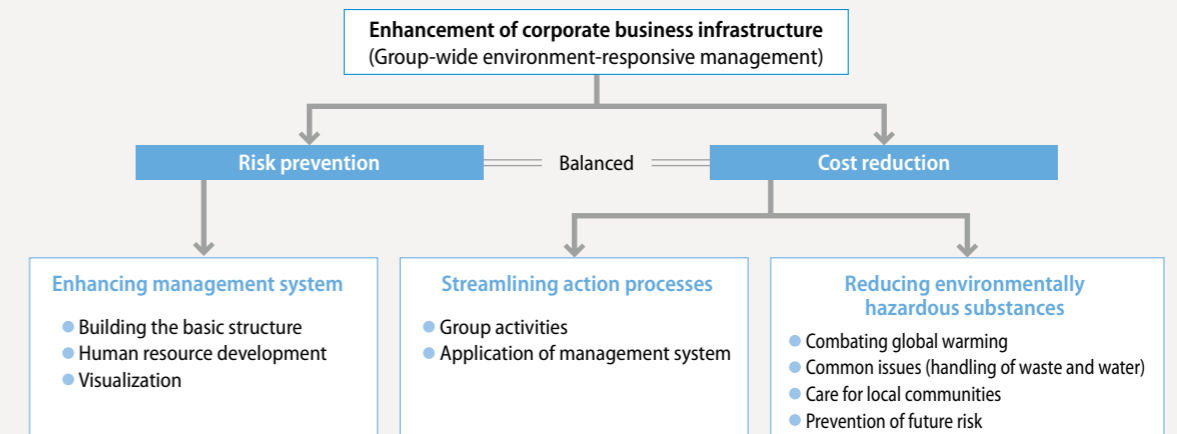 Enhancement of corporate business infrastructure
(Group-wide environment-responsive management)
Risk prevention
Balanced
Cost reduction
Enhancing management system
● Building the basic structure
● Human resource development
● Visualization
Streamlining action processes
● Group activities
● Application of management system
Reducing environmentally
hazardous substances
● Combating global warming
● Common issues (handling of waste and water)
● Care for local communities
● Prevention of future risk